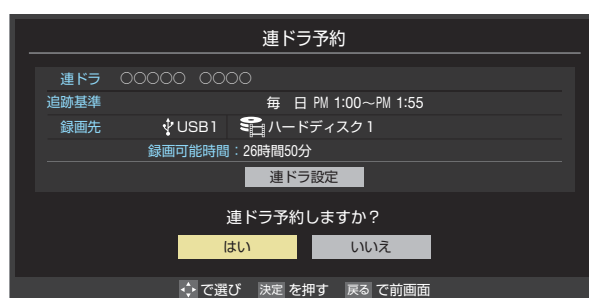 連ドラ予約
連ドラ ○○○○○ ○○○○
追跡基準 毎 日 PM 1:00～PM 1:55
録画先 USB1 ハードディスク1
録画可能時間：26時間50分
連ドラ設定
連ドラ予約しますか？
はい いいえ
で選び 決定 を押す 戻る で前画面